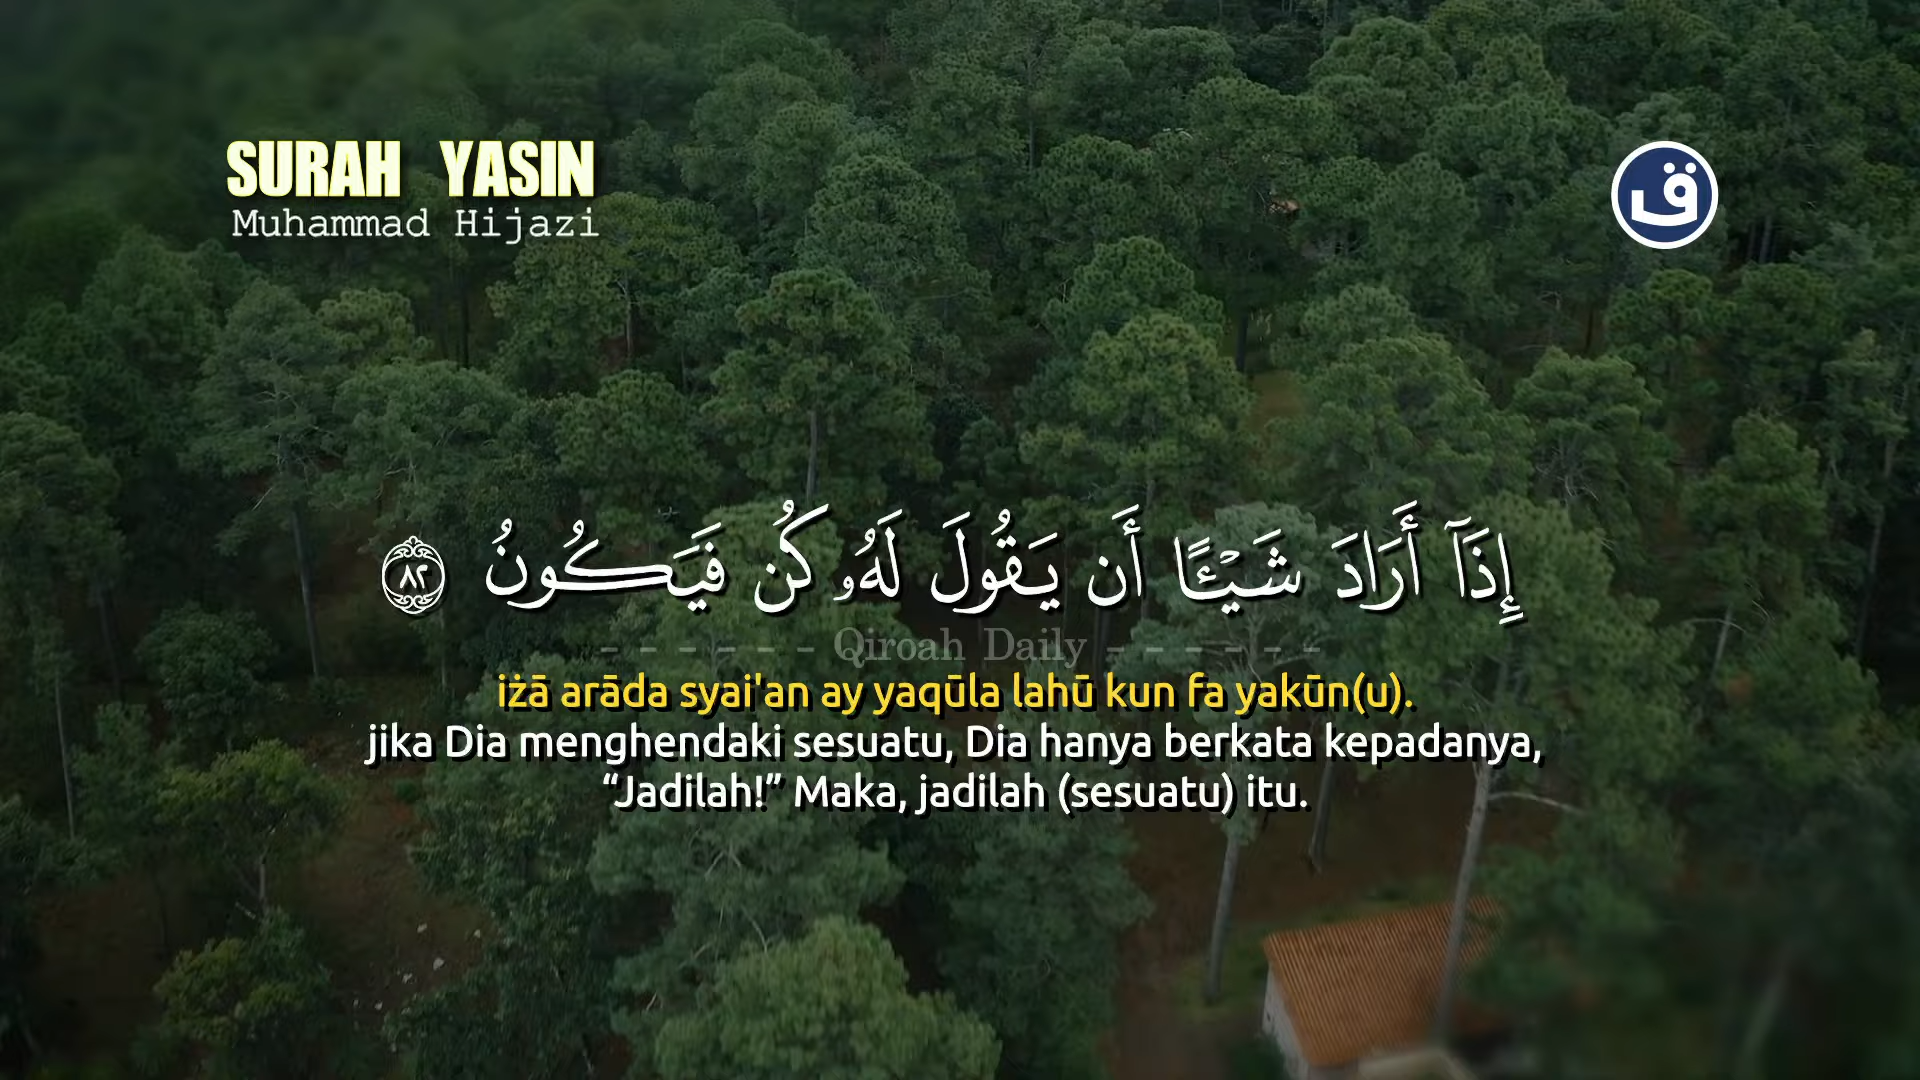 SURAH YASIN
Muhammad Hijazi
ق
إِذَآ أَرَادَ شَيْـًٔا أَن يَقُولَ لَهُۥ كُن فَيَكُونُ ٨٢
- - - - - - Qiroah Daily - - - - - -
iżā arāda syai'an ay yaqūla lahū kun fa yakūn(u).
jika Dia menghendaki sesuatu, Dia hanya berkata kepadanya,
“Jadilah!” Maka, jadilah (sesuatu) itu.